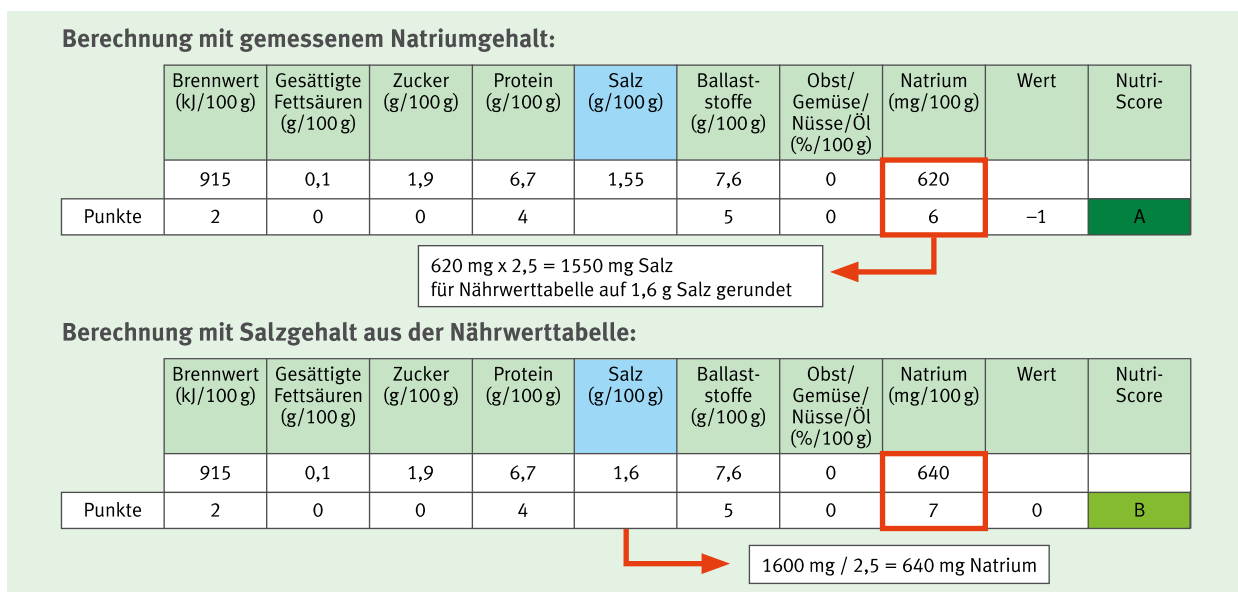 Berechnung mit gemessenem Natriumgehalt:
Brennwert (kJ/100 g) Gesättigte Fettsäuren (g/100 g) Zucker (g/100 g) Protein (g/100 g) Salz (g/100 g) Ballast-stoffe (g/100 g) Obst/Gemüse/Nüsse/Öl (%/100 g) Natrium (mg/100 g) Wert Nutri-Score
915 0,1 1,9 6,7 1,55 7,6 0 620
Punkte 2 0 0 4 5 0 6 –1 A
620 mg x 2,5 = 1550 mg Salz
für Nährwerttabelle auf 1,6 g Salz gerundet
Berechnung mit Salzgehalt aus der Nährwerttabelle:
Brennwert (kJ/100 g) Gesättigte Fettsäuren (g/100 g) Zucker (g/100 g) Protein (g/100 g) Salz (g/100 g) Ballast-stoffe (g/100 g) Obst/Gemüse/Nüsse/Öl (%/100 g) Natrium (mg/100 g) Wert Nutri-Score
915 0,1 1,9 6,7 1,6 7,6 0 640
Punkte 2 0 0 4 5 0 7 0 B
1600 mg / 2,5 = 640 mg Natrium